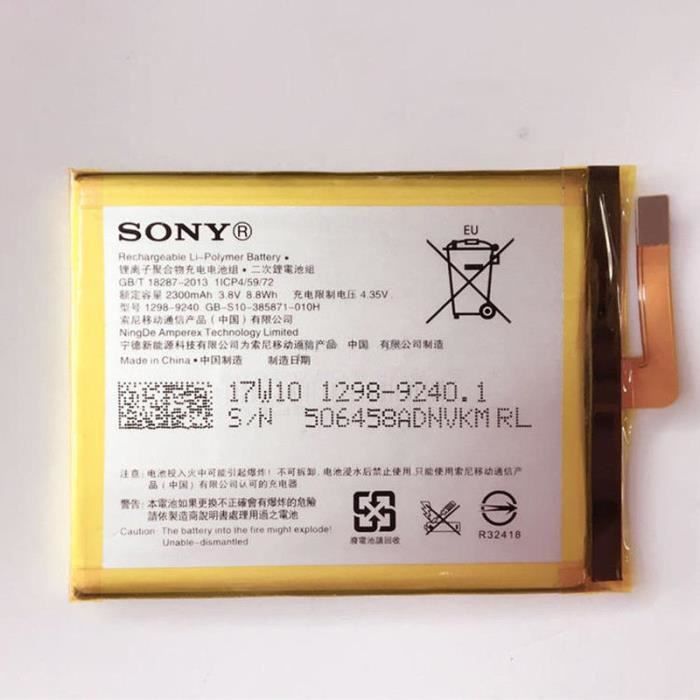 SONY®
EU
Rechargeable Li-Polymer Battery •
锂离子聚合物充电电池组 • 二次鋰電池組
GB/T 18287-2013 1ICP4/59/72
额定容量 2300mAh 3.8V 8.8Wh 充电限制电压 4.35V.
型号 1298-9240 GB-S10-385871-010H
索尼移动通信产品（中国）有限公司
NingDe Amperex Technology Limited
宁德新能源科技有限公司为索尼移动通信产品 中国 有限公司制造
Made in China • 中国制造 制造日期
17W10 1298-9240.1
S/N 506458ADNVKM RL
注意: 电池投入火中可能引起爆炸! 不可拆卸, 电池浸水后禁止使用,只能使用索尼移动通信产
品（中国）有限公司认可的充电器
警告: 本電池如果更換不正確會有爆炸的危險
請依製造商說明書處理用過之電池
Caution The battery into the fire might explode!
Unable-dismantled
廢電池請回收
R32418